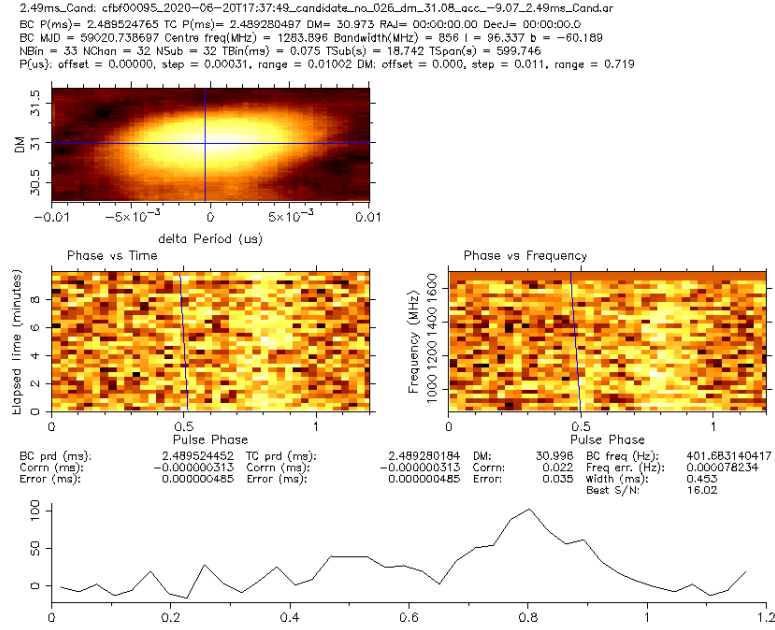 2.49ms_Cand: cfbf00095_2020-06-20T17:37:49_candidate_no_026_dm_31.08_acc_-9.07_2.49ms_Cand.ar
BC P(ms)= 2.489524765 TC P(ms)= 2.489280497 DM= 30.973 RAJ= 00:00:00.00 DecJ= 00:00:00.0
BC MJD = 59020.738697 Centre freq(MHz) = 1283.896 Bandwidth(MHz) = 856 l = 96.337 b = -60.189
NBin = 33 NChan = 32 NSub = 32 TBin(ms) = 0.075 TSub(s) = 18.742 TSpan(s) = 599.746
P(us): offset = 0.00000, step = 0.00031, range = 0.01002 DM: offset = 0.000, step = 0.011, range = 0.719
31.5
31
30.5
DM
-0.01 -5×10⁻³ 0 5×10⁻³ 0.01
delta Period (us)
Phase vs Time
Elapsed Time (minutes)
8
6
4
2
0
0 0.5 1
Pulse Phase
Phase vs Frequency
Frequency (MHz)
1600
1400
1200
1000
0 0.5 1
Pulse Phase
BC prd (ms): 2.489524452 TC prd (ms): 2.489280184 DM: 30.996 BC freq (Hz): 401.683140417
Corrn (ms): -0.000000313 Corrn (ms): -0.000000313 Corrn: 0.022 Freq err. (Hz): 0.000078234
Error (ms): 0.000000485 Error (ms): 0.000000485 Error: 0.035 Width (ms): 0.453
Best S/N: 16.02
100
50
0
0 0.2 0.4 0.6 0.8 1 1.2